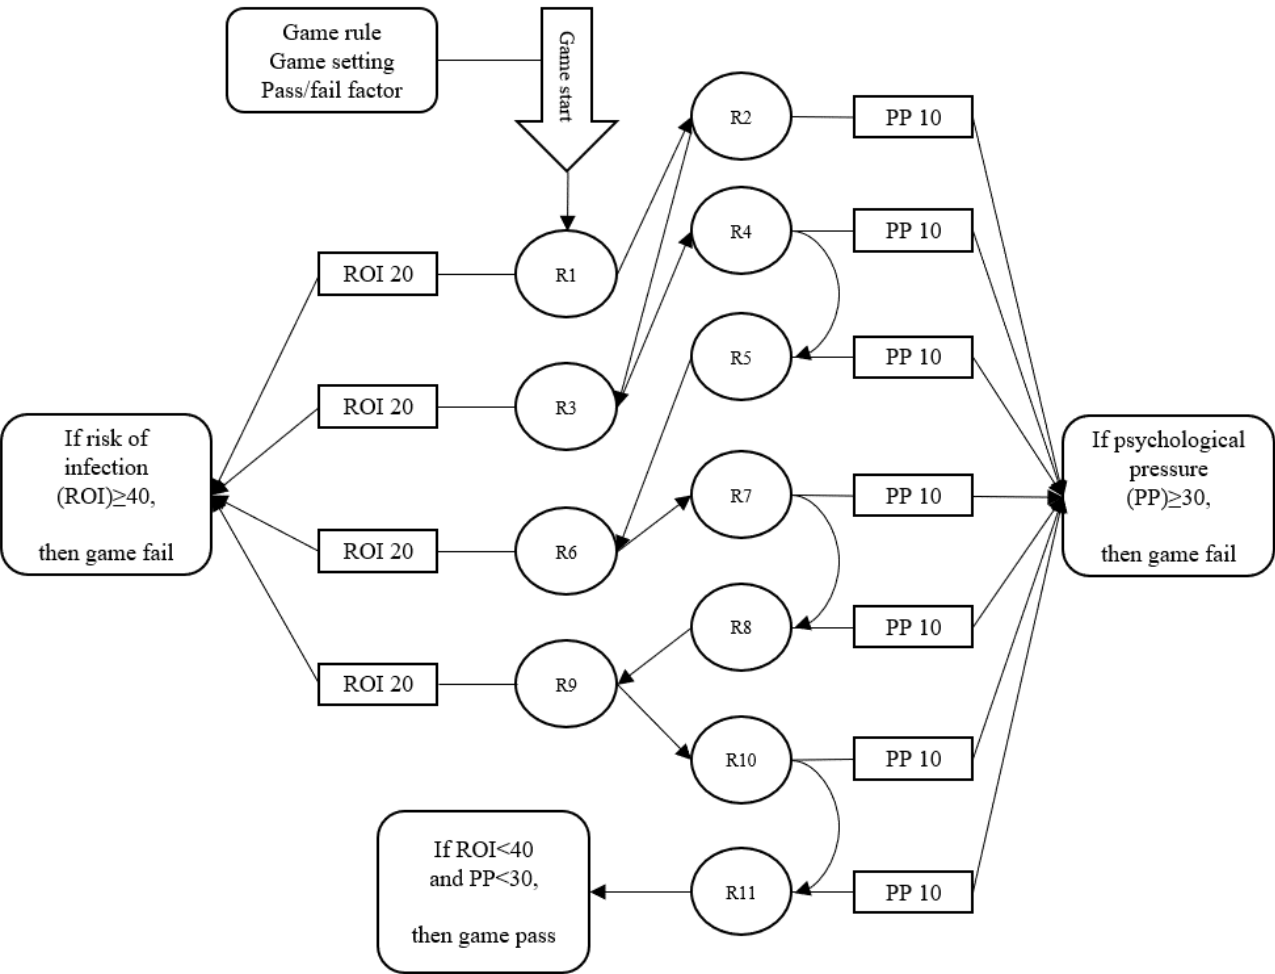 Game rule
Game setting
Pass/fail factor
Game start
R2
PP 10
R4
PP 10
ROI 20
R1
R5
PP 10
ROI 20
R3
If risk of
infection
(ROI)≥40,
then game fail
If psychological
pressure
(PP)≥30,
then game fail
R7
PP 10
ROI 20
R6
R8
PP 10
ROI 20
R9
R10
PP 10
If ROI<40
and PP<30,
then game pass
R11
PP 10